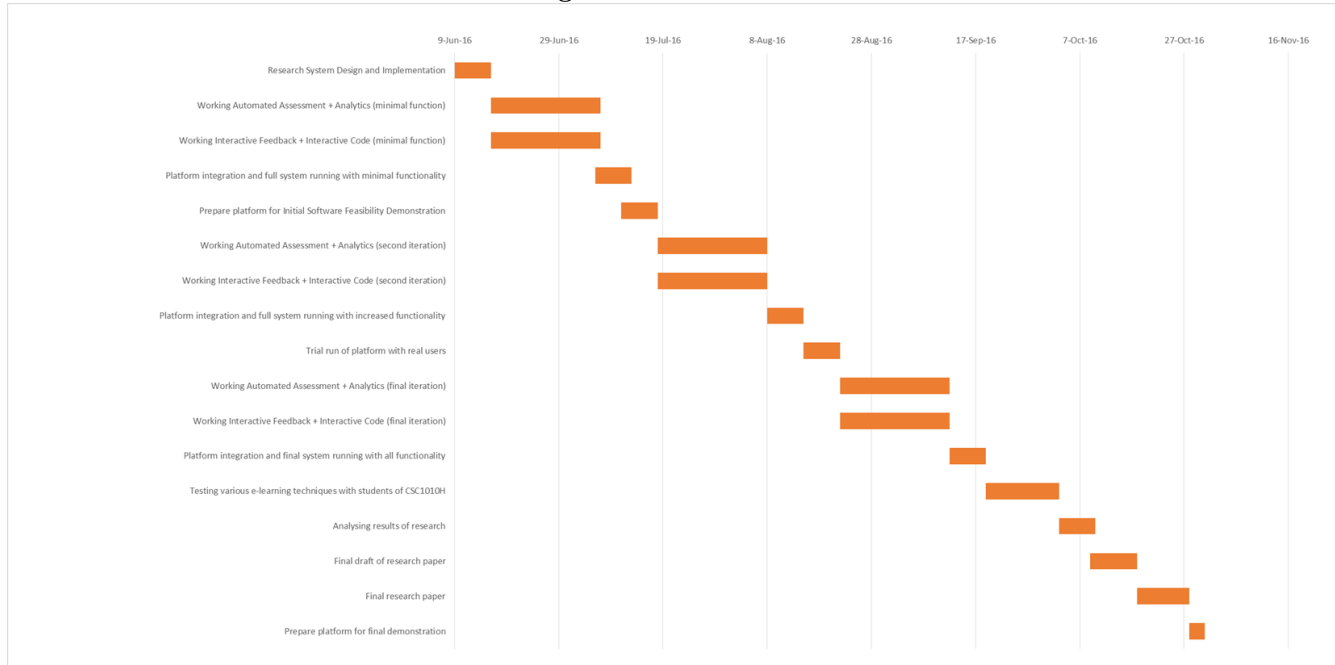 9-Jun-16 29-Jun-16 19-Jul-16 8-Aug-16 28-Aug-16 17-Sep-16 7-Oct-16 27-Oct-16 16-Nov-16
Research System Design and Implementation
Working Automated Assessment + Analytics (minimal function)
Working Interactive Feedback + Interactive Code (minimal function)
Platform integration and full system running with minimal functionality
Prepare platform for Initial Software Feasibility Demonstration
Working Automated Assessment + Analytics (second iteration)
Working Interactive Feedback + Interactive Code (second iteration)
Platform integration and full system running with increased functionality
Trial run of platform with real users
Working Automated Assessment + Analytics (final iteration)
Working Interactive Feedback + Interactive Code (final iteration)
Platform integration and final system running with all functionality
Testing various e-learning techniques with students of CSC1010H
Analysing results of research
Final draft of research paper
Final research paper
Prepare platform for final demonstration